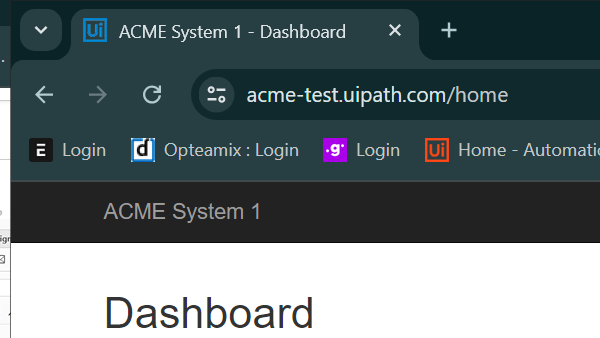 Ui ACME System 1 - Dashboard
acme-test.uipath.com/home
E Login d Opteamix : Login .g Login Ui Home - Automatic
ACME System 1
Dashboard